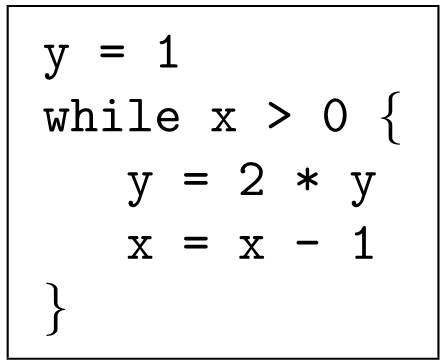 y = 1
while x > 0 {
    y = 2 * y
    x = x - 1
}